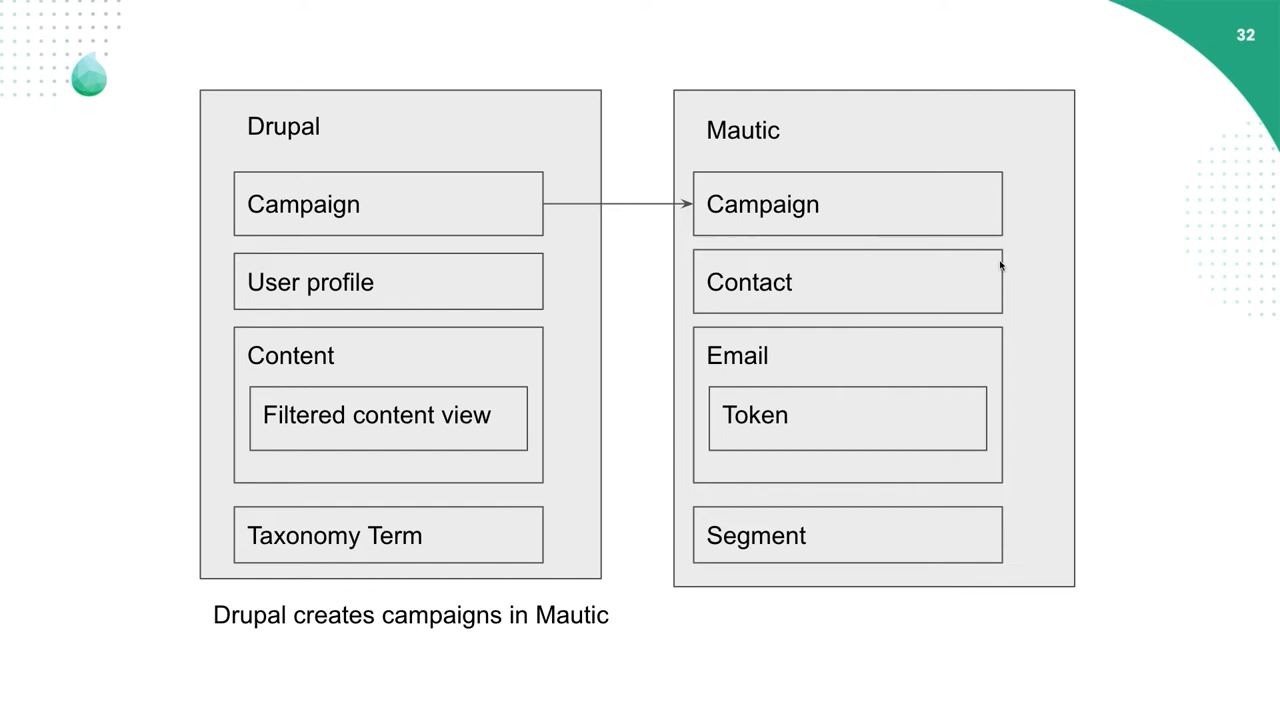 32
Drupal
Campaign
User profile
Content
Filtered content view
Taxonomy Term
Mautic
Campaign
Contact
Email
Token
Segment
Drupal creates campaigns in Mautic